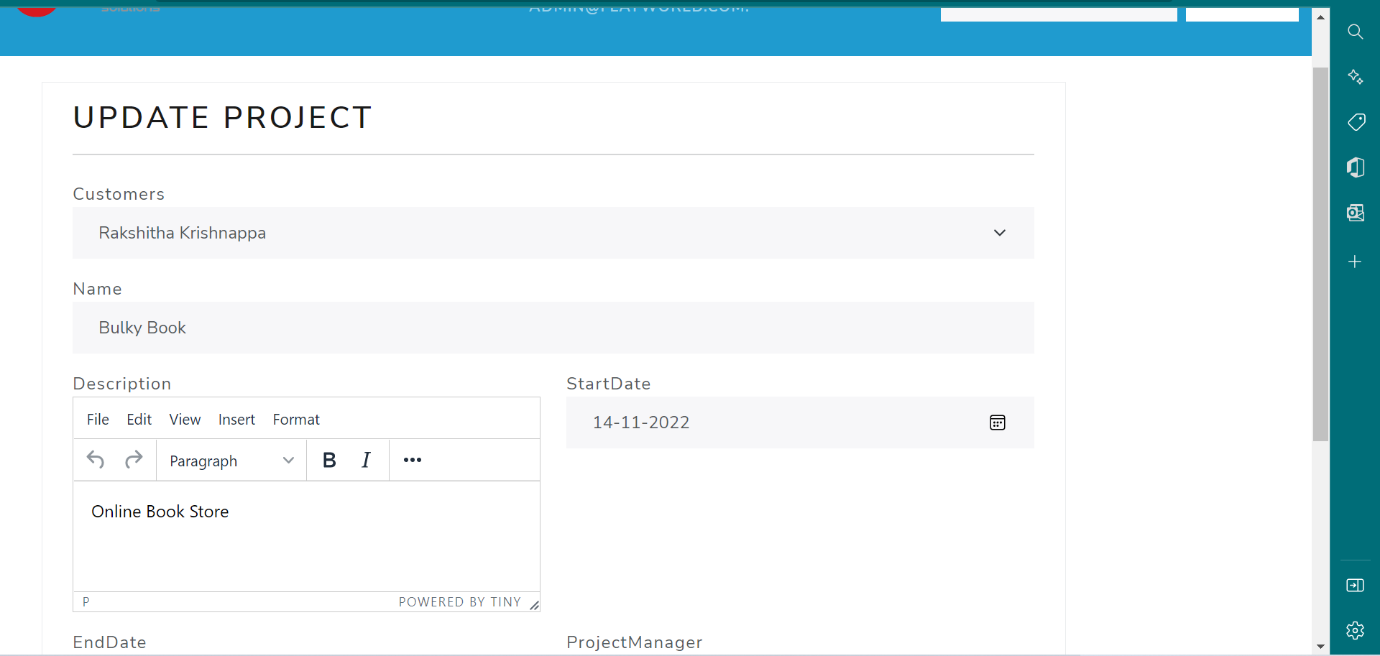 solutions
UPDATE PROJECT
Customers
Rakshitha Krishnappa
Name
Bulky Book
Description
StartDate
File Edit View Insert Format
14-11-2022
Paragraph B I
Online Book Store
P POWERED BY TINY
EndDate
ProjectManager